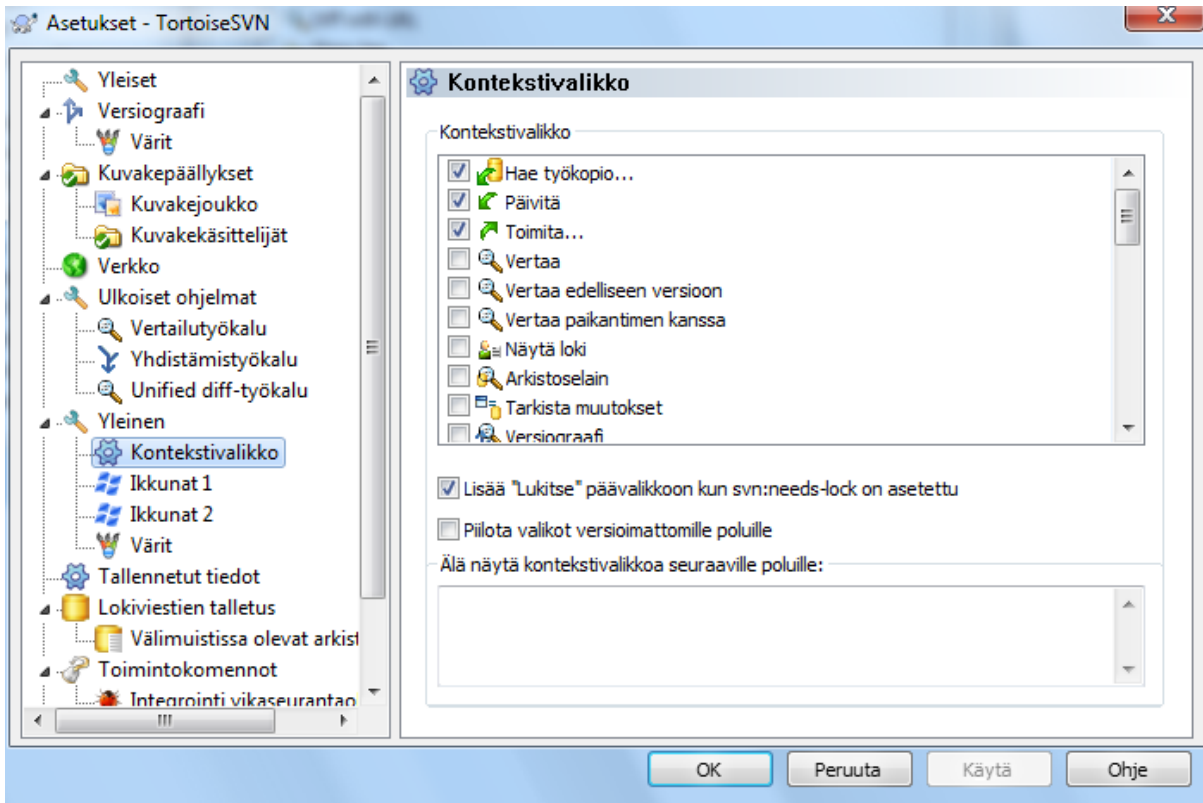 Asetukset - TortoiseSVN
Yleiset
Versiograafi
Värit
Kuvakepäällykset
Kuvakejoukko
Kuvakekäsittelijät
Verkko
Ulkoiset ohjelmat
Vertailutyökalu
Yhdistämistyökalu
Unified diff-työkalu
Yleinen
Kontekstivalikko
Ikkunat 1
Ikkunat 2
Värit
Tallennetut tiedot
Lokiviestien talletus
Välimuistissa olevat arkist
Toimintokomennot
Integrointi vikaseurantao
Kontekstivalikko
Kontekstivalikko
Hae työkopio...
Päivitä
Toimita...
Vertaa
Vertaa edelliseen versioon
Vertaa paikantimen kanssa
Näytä loki
Arkistoselain
Tarkista muutokset
Versiograafi
Lisää "Lukitse" päävalikkoon kun svn:needs-lock on asetettu
Piilota valikot versioimattomille poluille
Älä näytä kontekstivalikkoa seuraaville poluille:
OK
Peruuta
Käytä
Ohje